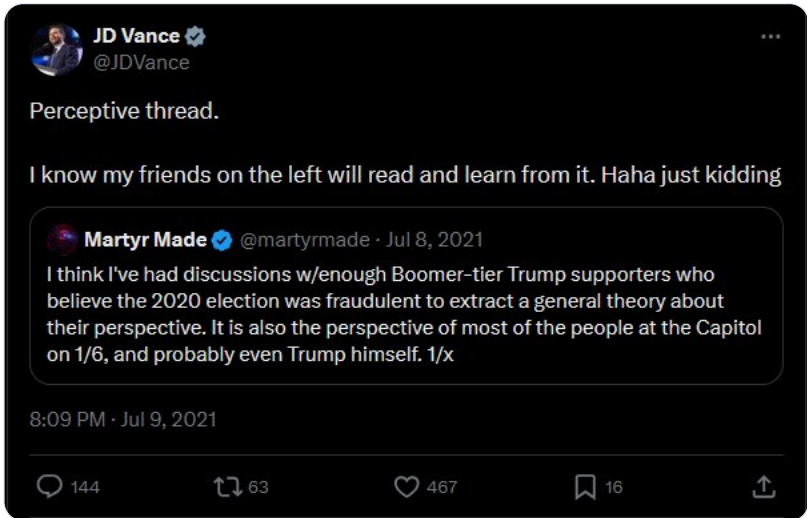 JD Vance
@JDVance
Perceptive thread.
I know my friends on the left will read and learn from it. Haha just kidding
Martyr Made @martyrmade · Jul 8, 2021
I think I've had discussions w/enough Boomer-tier Trump supporters who
believe the 2020 election was fraudulent to extract a general theory about
their perspective. It is also the perspective of most of the people at the Capitol
on 1/6, and probably even Trump himself. 1/x
8:09 PM · Jul 9, 2021
144 63 467 16